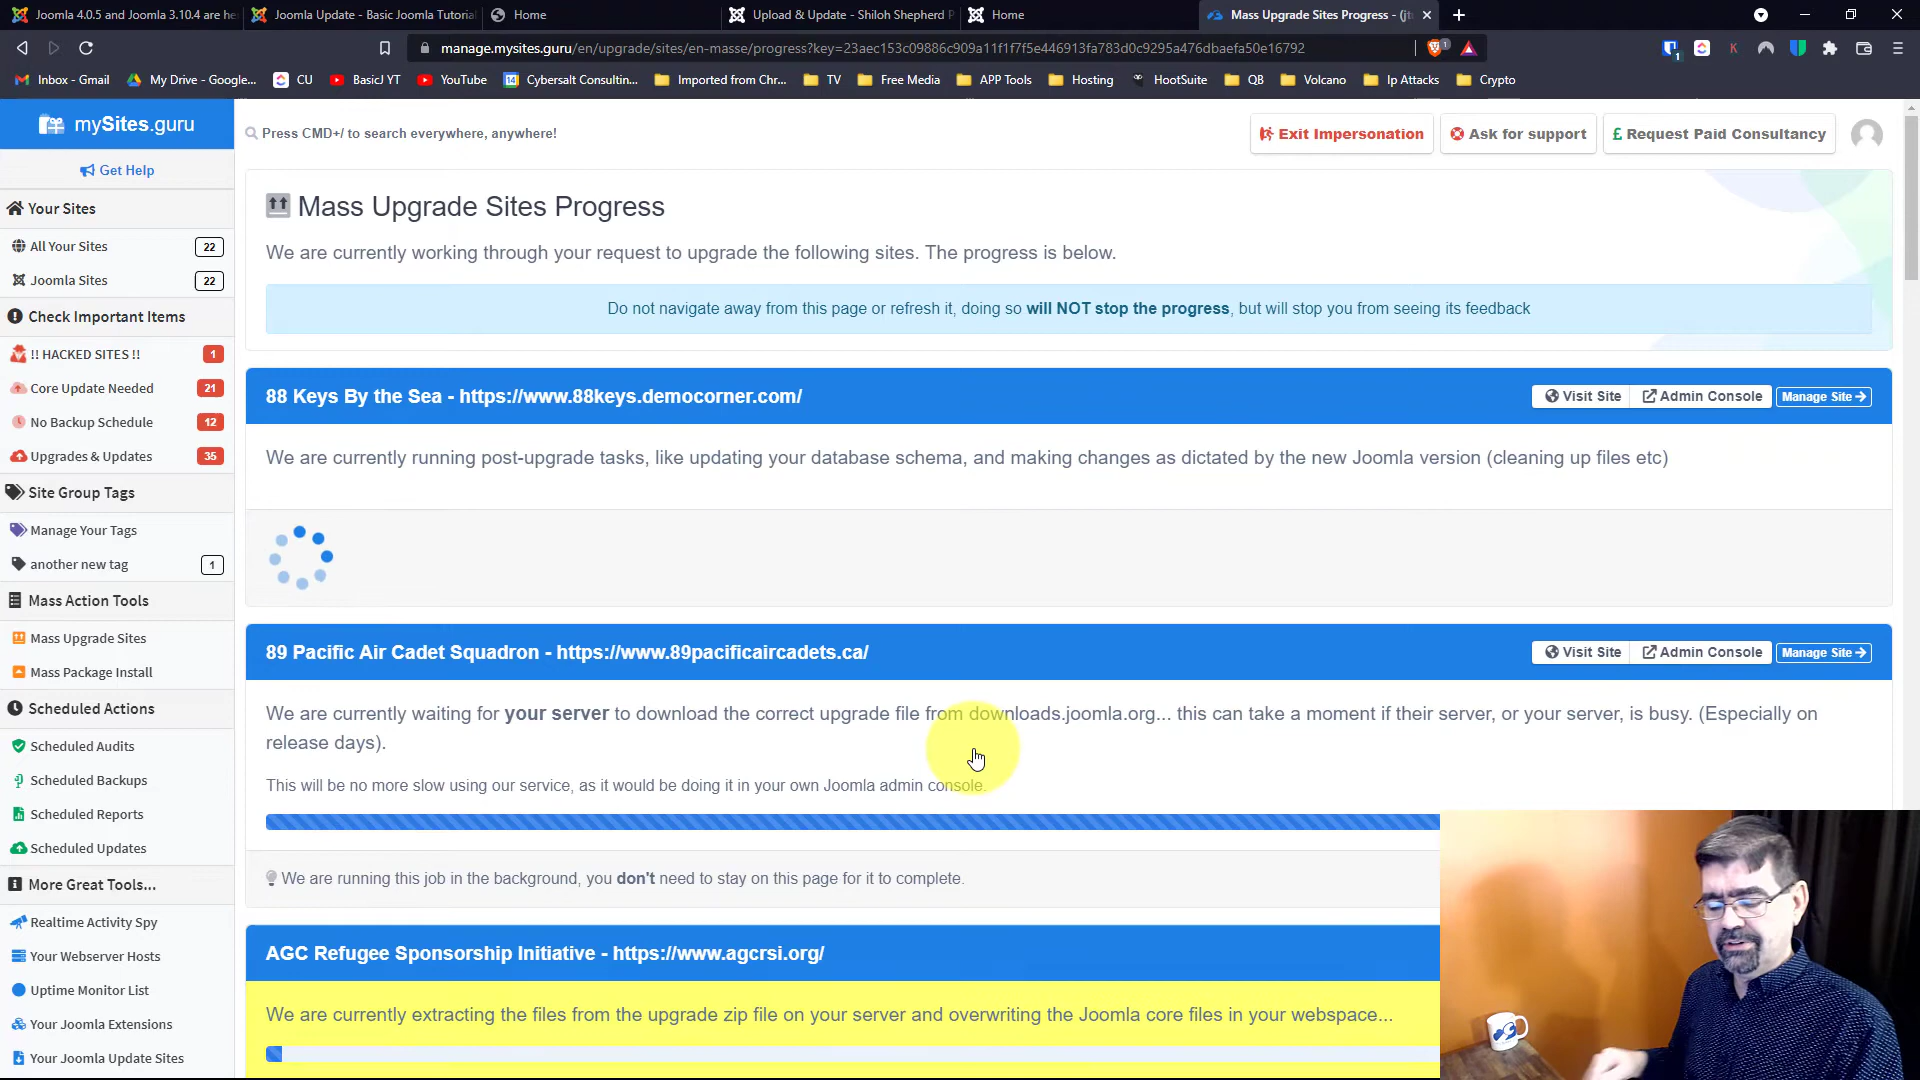 Joomla 4.0.5 and Joomla 3.10.4 are he
Joomla Update - Basic Joomla Tutoria
Home
Upload & Update - Shiloh Shepherd P
Home
Mass Upgrade Sites Progress - (jt
manage.mysites.guru/en/upgrade/sites/en-masse/progress?key=23aec153c09886c909a11f1f7f5e446913fa783d0c9295a476dbaefa50e16792
Inbox - Gmail
My Drive - Google...
CU
BasicJ YT
YouTube
Cybersalt Consultin...
Imported from Chr...
TV
Free Media
APP Tools
Hosting
HootSuite
QB
Volcano
Ip Attacks
Crypto
mySites.guru
Press CMD+/ to search everywhere, anywhere!
Exit Impersonation
Ask for support
£ Request Paid Consultancy
Get Help
Your Sites
All Your Sites 22
Joomla Sites 22
Check Important Items
!! HACKED SITES !! 1
Core Update Needed 21
No Backup Schedule 12
Upgrades & Updates 35
Site Group Tags
Manage Your Tags
another new tag 1
Mass Action Tools
Mass Upgrade Sites
Mass Package Install
Scheduled Actions
Scheduled Audits
Scheduled Backups
Scheduled Reports
Scheduled Updates
More Great Tools...
Realtime Activity Spy
Your Webserver Hosts
Uptime Monitor List
Your Joomla Extensions
Your Joomla Update Sites
Mass Upgrade Sites Progress
We are currently working through your request to upgrade the following sites. The progress is below.
Do not navigate away from this page or refresh it, doing so will NOT stop the progress, but will stop you from seeing its feedback
88 Keys By the Sea - https://www.88keys.democorner.com/
Visit Site
Admin Console
Manage Site
We are currently running post-upgrade tasks, like updating your database schema, and making changes as dictated by the new Joomla version (cleaning up files etc)
89 Pacific Air Cadet Squadron - https://www.89pacificaircadets.ca/
Visit Site
Admin Console
Manage Site
We are currently waiting for your server to download the correct upgrade file from downloads.joomla.org... this can take a moment if their server, or your server, is busy. (Especially on
release days).
This will be no more slow using our service, as it would be doing it in your own Joomla admin console.
We are running this job in the background, you don't need to stay on this page for it to complete.
AGC Refugee Sponsorship Initiative - https://www.agcrsi.org/
We are currently extracting the files from the upgrade zip file on your server and overwriting the Joomla core files in your webspace...